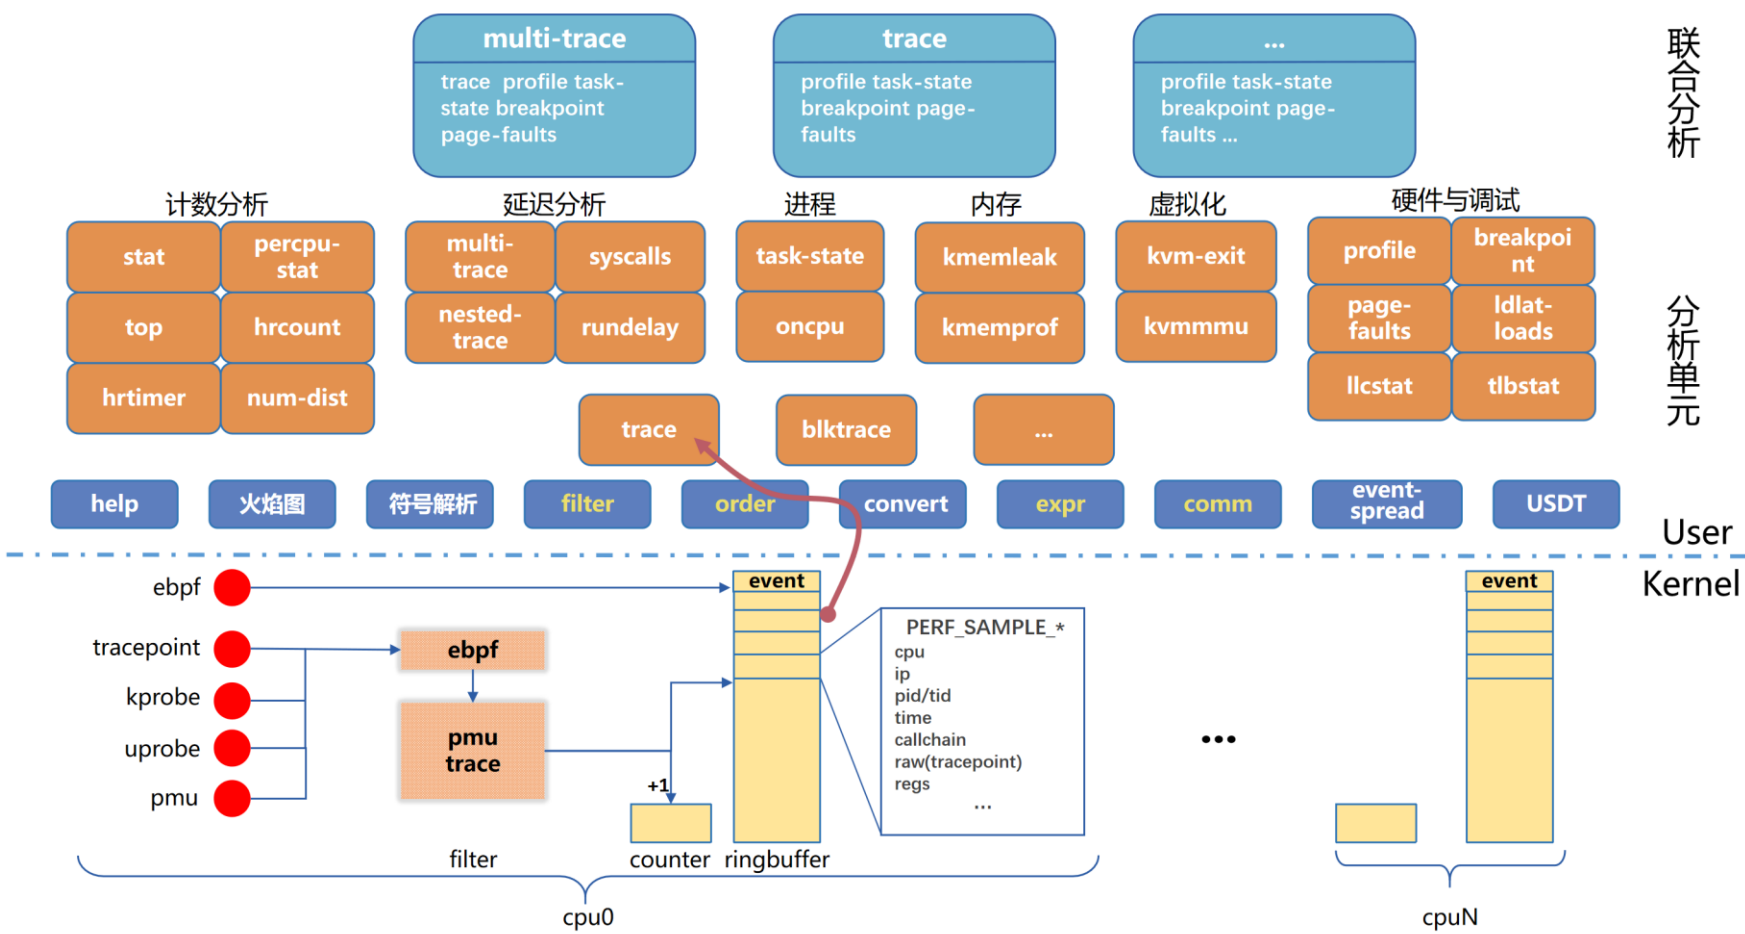 multi-trace
trace profile task-
state breakpoint
page-faults
trace
profile task-state
breakpoint page-
faults
...
profile task-state
breakpoint page-
faults ...
联合分析
计数分析
延迟分析
进程
内存
虚拟化
硬件与调试
stat
percpu-
stat
top
hrcount
hrtimer
num-dist
multi-
trace
syscalls
nested-
trace
rundelay
task-state
oncpu
kmemleak
kmemprof
kvm-exit
kvmmmu
profile
breakpoi
nt
page-
faults
ldlat-
loads
llcstat
tlbstat
分析单元
trace
blktrace
...
help
火焰图
符号解析
filter
order
convert
expr
comm
event-
spread
USDT
User
Kernel
ebpf
tracepoint
kprobe
uprobe
pmu
ebpf
pmu
trace
+1
event
PERF_SAMPLE_*
cpu
ip
pid/tid
time
callchain
raw(tracepoint)
regs
...
...
event
filter
counter
ringbuffer
cpu0
cpuN